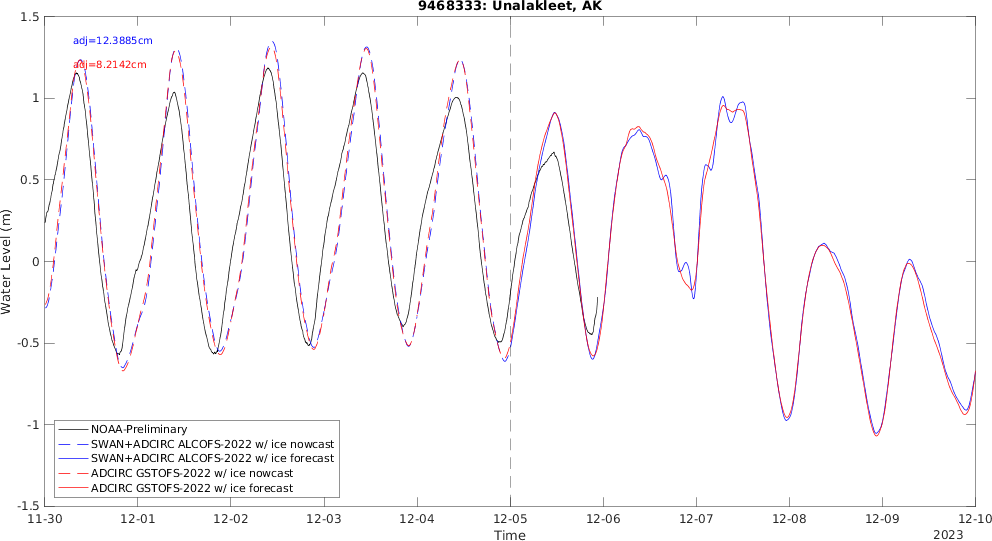 9468333: Unalakleet, AK
adj=12.3885cm
adj=8.2142cm
Water Level (m)
1.5
1
0.5
0
-0.5
-1
-1.5
NOAA-Preliminary
SWAN+ADCIRC ALCOFS-2022 w/ ice nowcast
SWAN+ADCIRC ALCOFS-2022 w/ ice forecast
ADCIRC GSTOFS-2022 w/ ice nowcast
ADCIRC GSTOFS-2022 w/ ice forecast
11-30 12-01 12-02 12-03 12-04 12-05 12-06 12-07 12-08 12-09 12-10
Time
2023